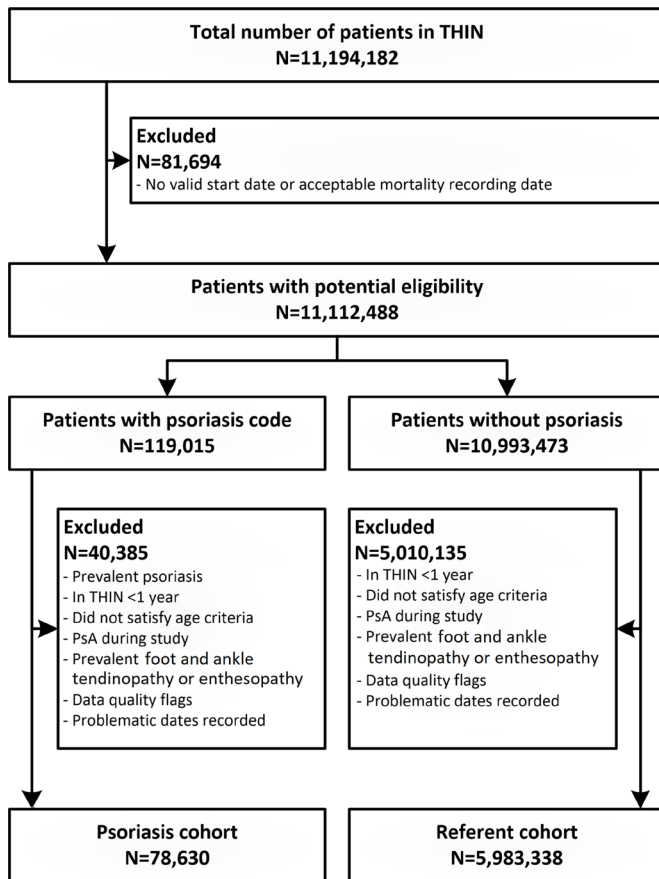 Total number of patients in THIN
N=11,194,182
Excluded
N=81,694
- No valid start date or acceptable mortality recording date
Patients with potential eligibility
N=11,112,488
Patients with psoriasis code
N=119,015
Patients without psoriasis
N=10,993,473
Excluded
N=40,385
- Prevalent psoriasis
- In THIN <1 year
- Did not satisfy age criteria
- PsA during study
- Prevalent foot and ankle
tendinopathy or enthesopathy
- Data quality flags
- Problematic dates recorded
Excluded
N=5,010,135
- In THIN <1 year
- Did not satisfy age criteria
- PsA during study
- Prevalent foot and ankle
tendinopathy or enthesopathy
- Data quality flags
- Problematic dates recorded
Psoriasis cohort
N=78,630
Referent cohort
N=5,983,338